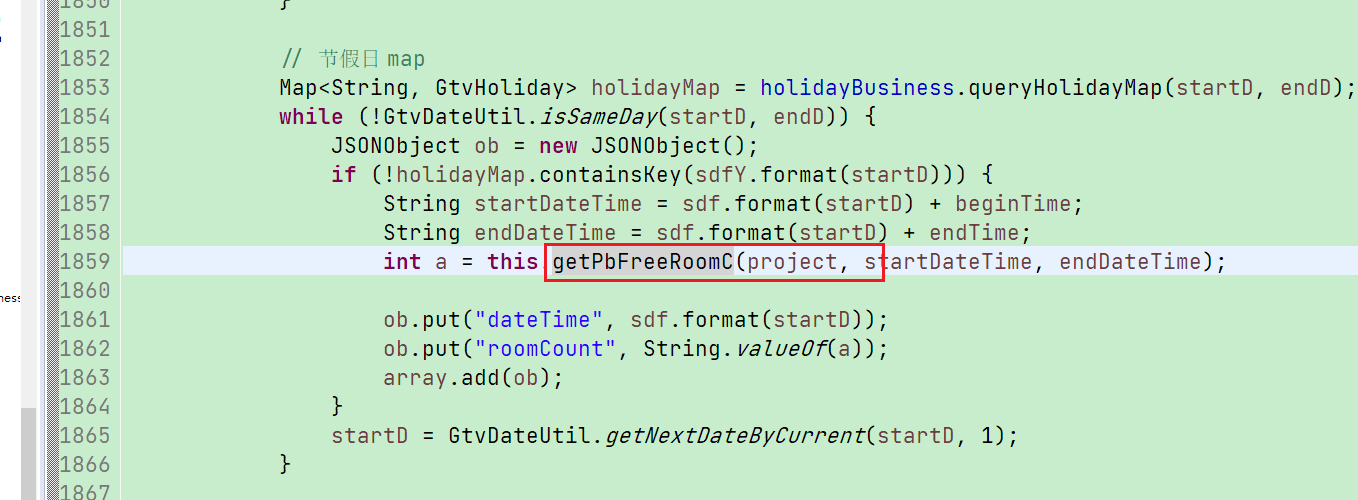 1850 }
1851
1852 // 节假日 map
1853 Map<String, GtvHoliday> holidayMap = holidayBusiness.queryHolidayMap(startD, endD);
1854 while (!GtvDateUtil.isSameDay(startD, endD)) {
1855 JSONObject ob = new JSONObject();
1856 if (!holidayMap.containsKey(sdfY.format(startD))) {
1857 String startDateTime = sdf.format(startD) + beginTime;
1858 String endDateTime = sdf.format(startD) + endTime;
1859 int a = this.getPbFreeRoomC(project, startDateTime, endDateTime);
ness
1860
1861 ob.put("dateTime", sdf.format(startD));
1862 ob.put("roomCount", String.valueOf(a));
1863 array.add(ob);
1864 }
1865 startD = GtvDateUtil.getNextDateByCurrent(startD, 1);
1866 }
1867